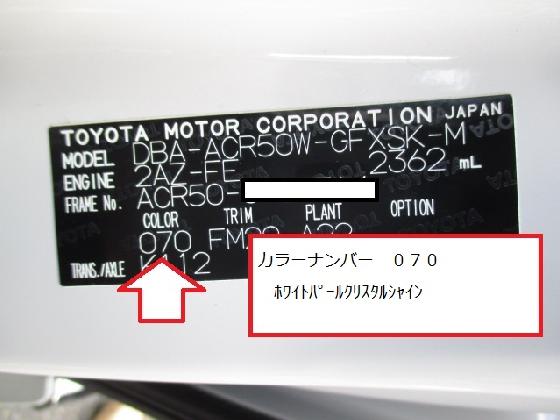 TOYOTA MOTOR CORPORATION JAPAN
MODEL DBA-ACR50W-GFXSK-M
ENGINE 2AZ-FE 2362 mL
FRAME No. ACR50-
COLOR TRIM PLANT OPTION
070
TRANS./AXLE
カラーナンバー 070
ﾎﾜｲﾄﾊﾟｰﾙｸﾘｽﾀﾙｼｬｲﾝ